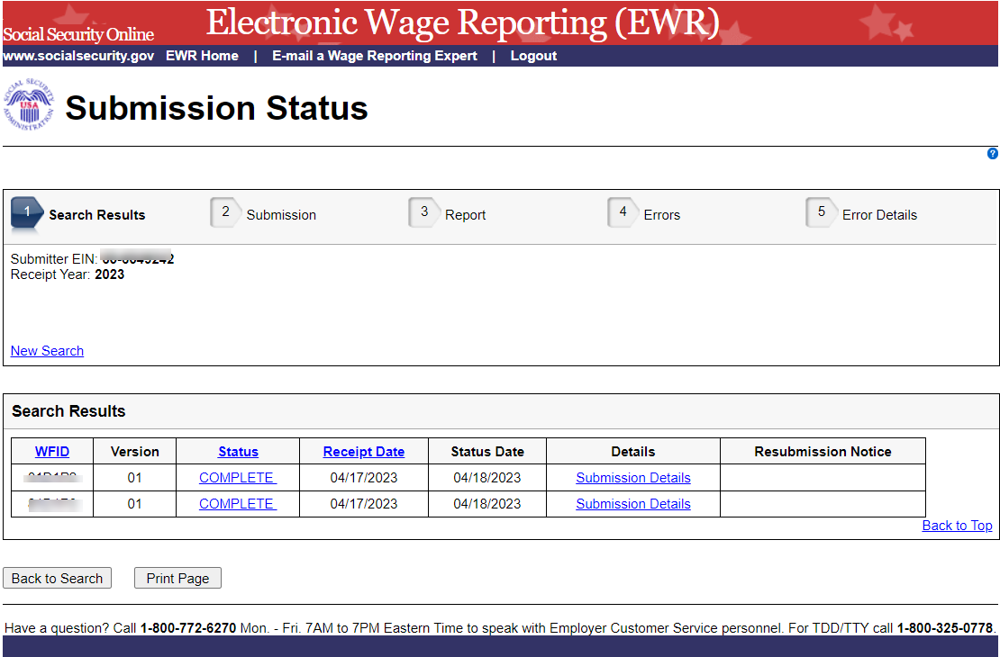 Social Security Online
Electronic Wage Reporting (EWR)
www.socialsecurity.gov EWR Home | E-mail a Wage Reporting Expert | Logout
SOCIAL SECURITY ADMINISTRATION
USA
Submission Status
?
1 Search Results 2 Submission 3 Report 4 Errors 5 Error Details
Submitter EIN:
Receipt Year: 2023
New Search
Search Results
WFID Version Status Receipt Date Status Date Details Resubmission Notice
01 COMPLETE 04/17/2023 04/18/2023 Submission Details
01 COMPLETE 04/17/2023 04/18/2023 Submission Details
Back to Top
Back to Search Print Page
Have a question? Call 1-800-772-6270 Mon. - Fri. 7AM to 7PM Eastern Time to speak with Employer Customer Service personnel. For TDD/TTY call 1-800-325-0778.